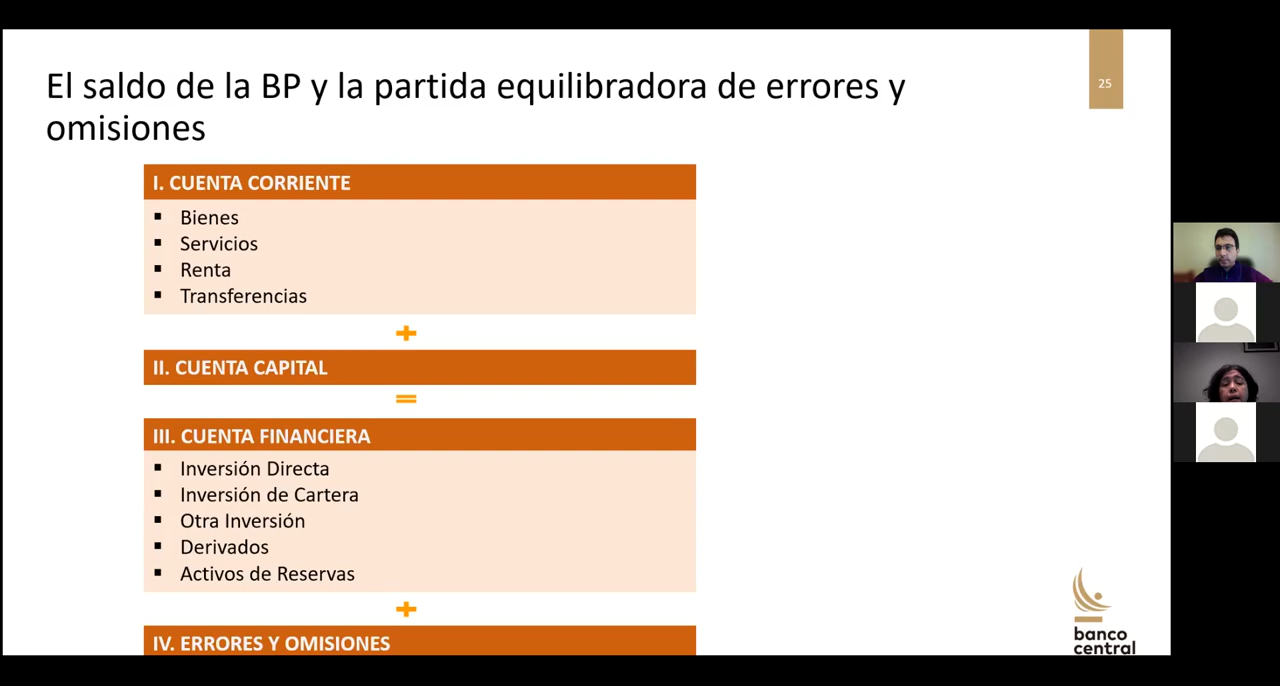 El saldo de la BP y la partida equilibradora de errores y
omisiones
25
I. CUENTA CORRIENTE
▪ Bienes
▪ Servicios
▪ Renta
▪ Transferencias
+
II. CUENTA CAPITAL
=
III. CUENTA FINANCIERA
▪ Inversión Directa
▪ Inversión de Cartera
▪ Otra Inversión
▪ Derivados
▪ Activos de Reservas
+
IV. ERRORES Y OMISIONES
banco
central